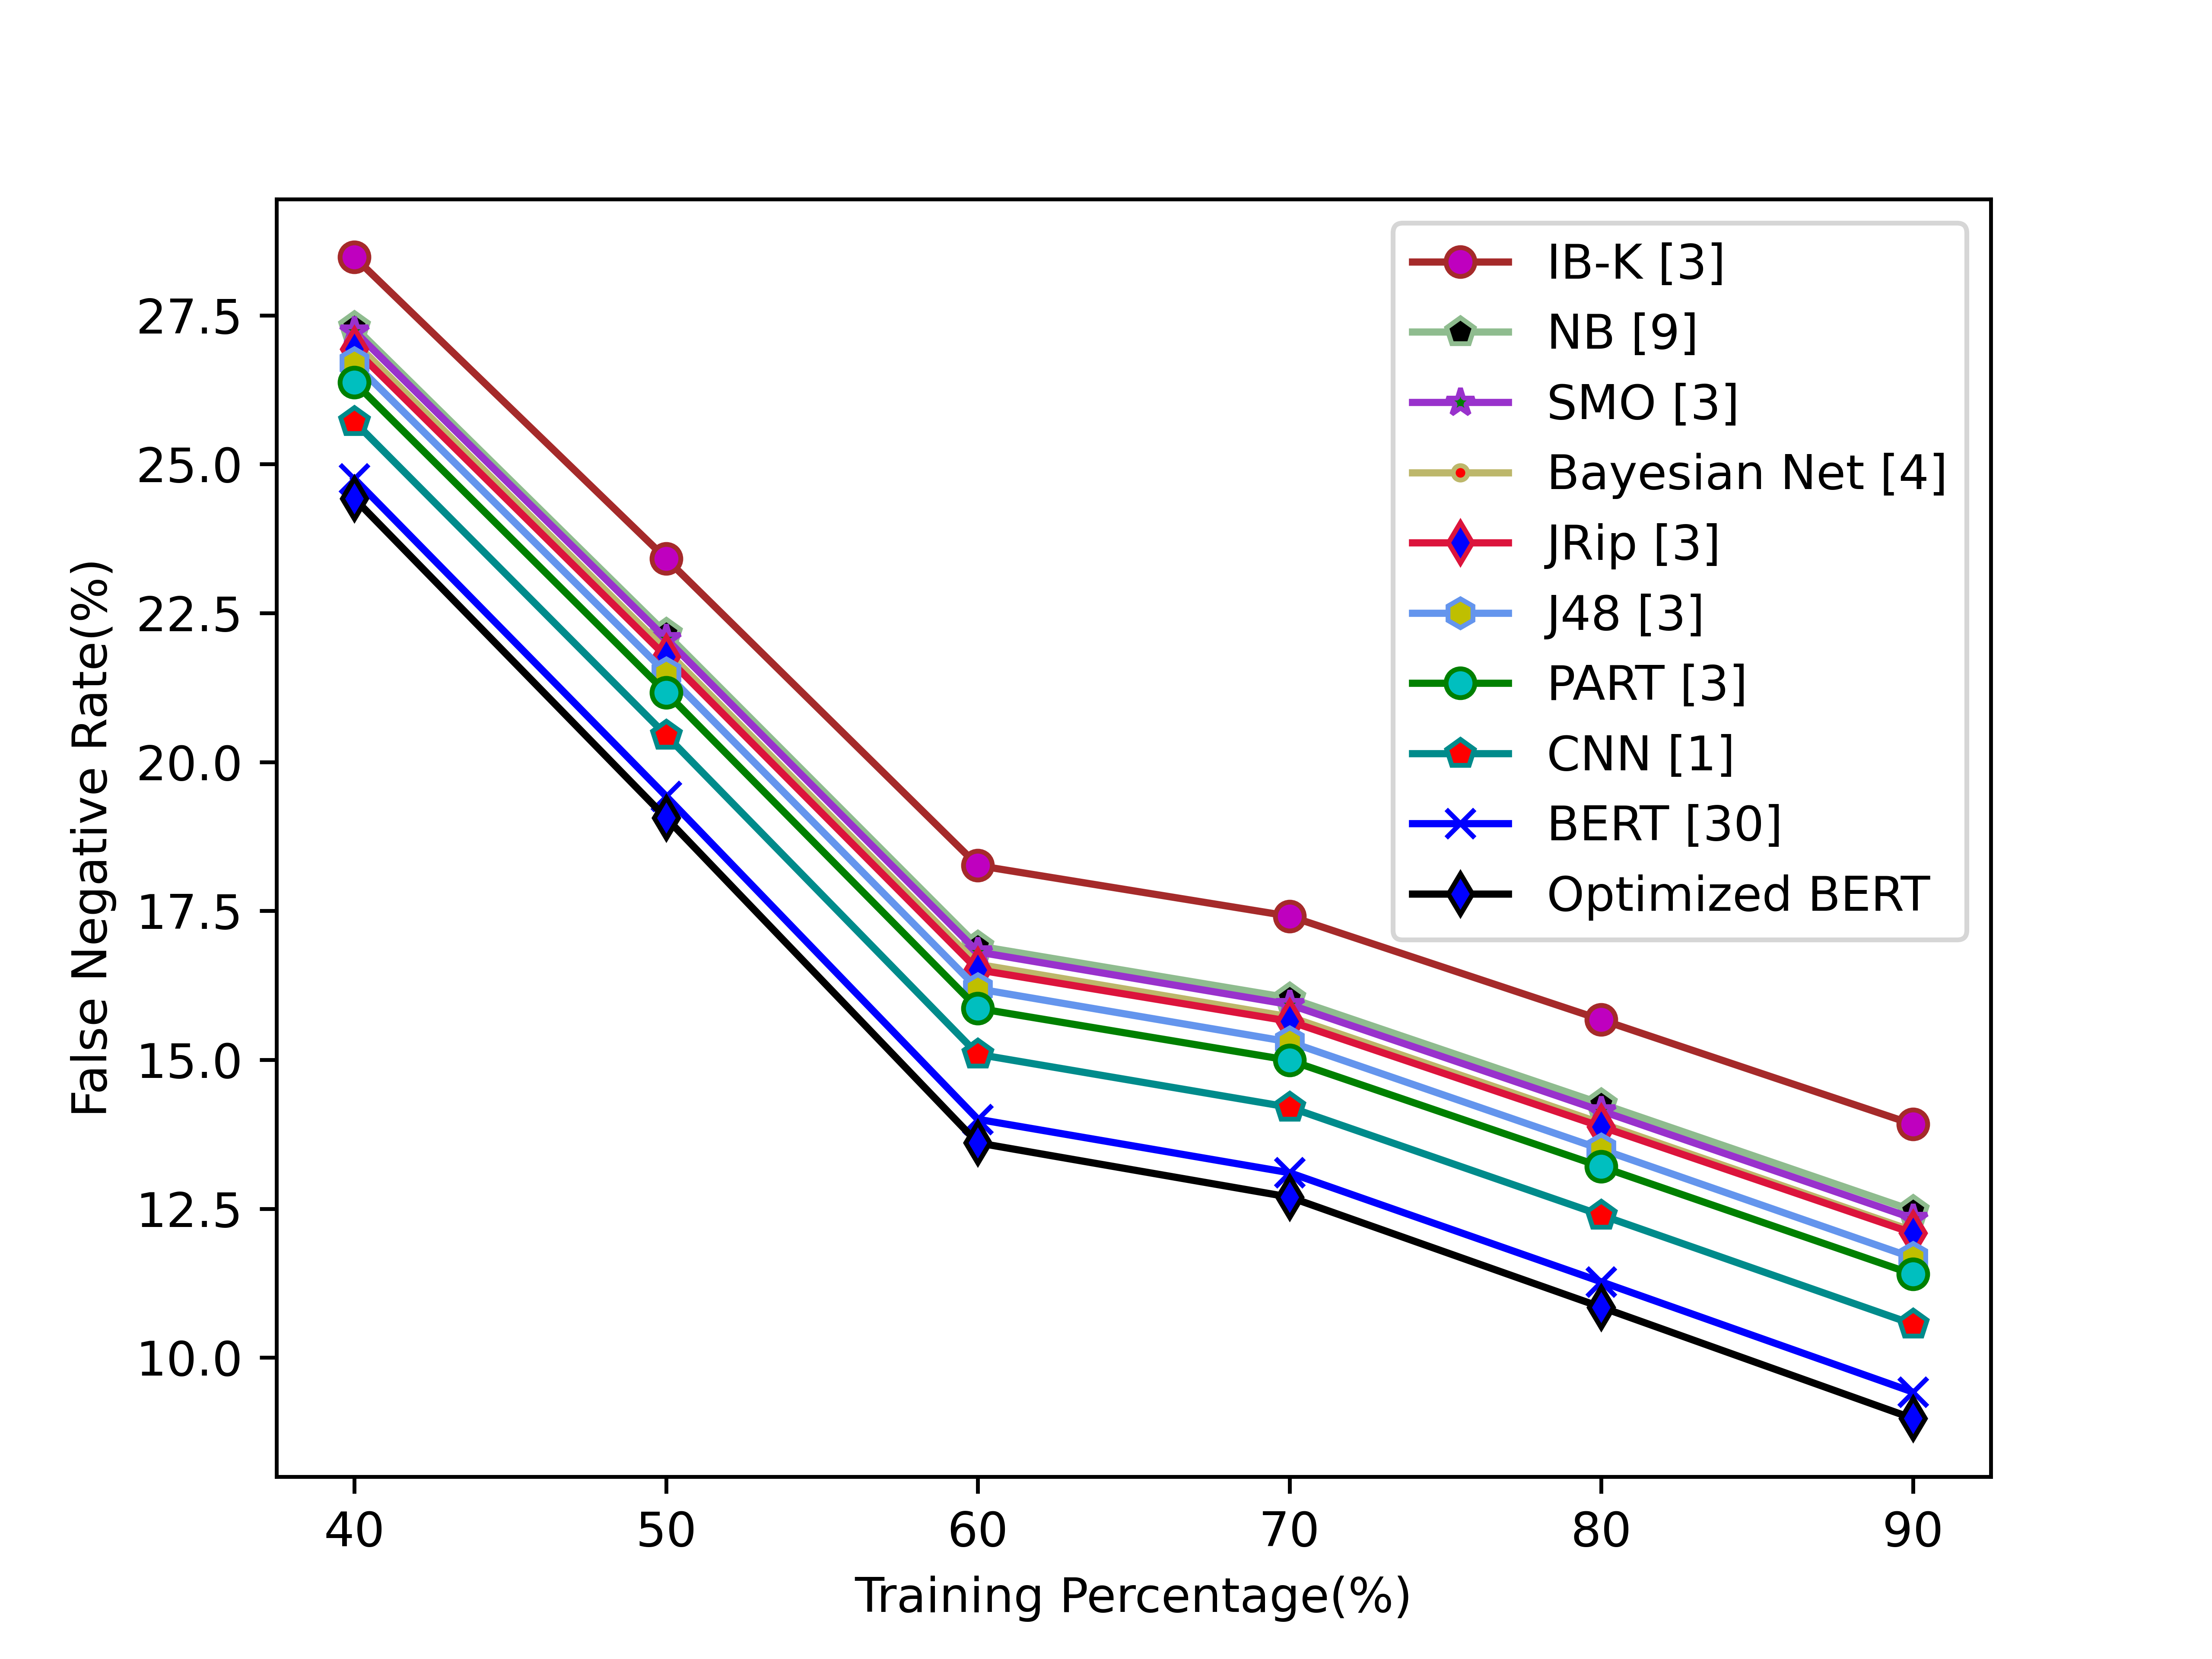 27.5
25.0
22.5
20.0
17.5
15.0
12.5
10.0
False Negative Rate(%)
40 50 60 70 80 90
Training Percentage(%)
IB-K [3]
NB [9]
SMO [3]
Bayesian Net [4]
JRip [3]
J48 [3]
PART [3]
CNN [1]
BERT [30]
Optimized BERT